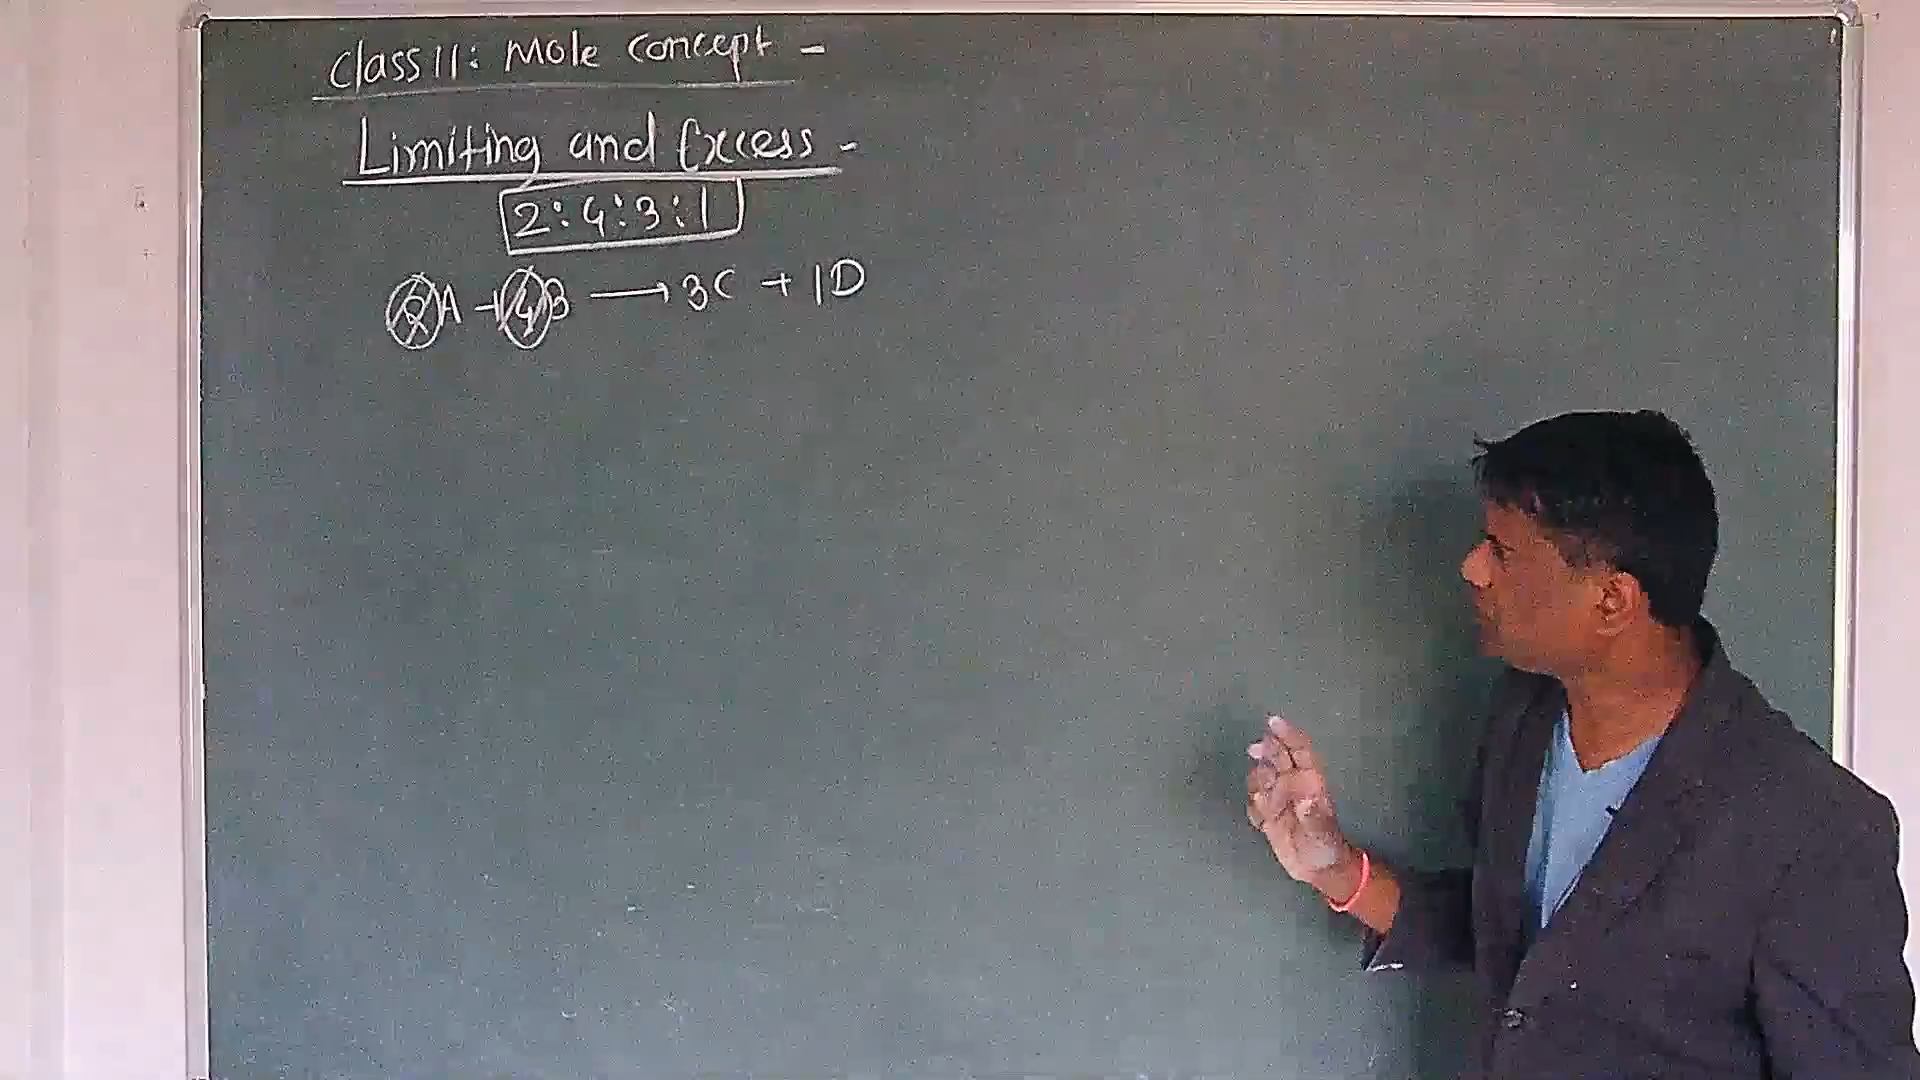 Class 11: Mole concept -
Limiting and Excess -
2:4:3:1
2A + 4B → 3C + 1D